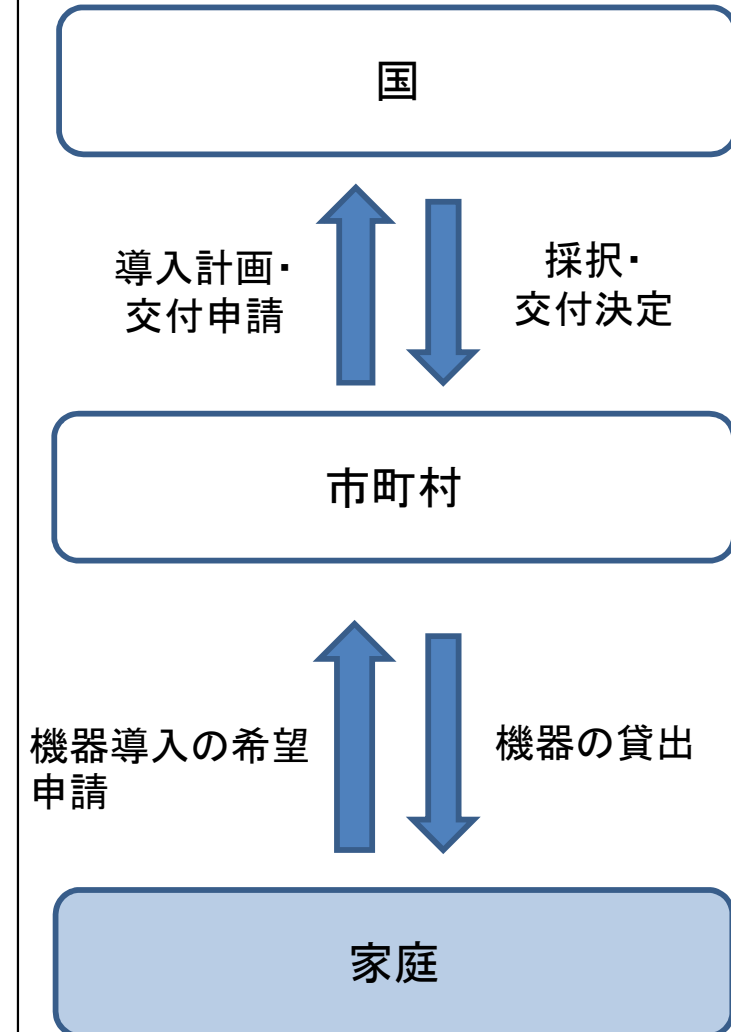 国
導入計画・
交付申請
採択・
交付決定
市町村
機器導入の希望
申請
機器の貸出
家庭